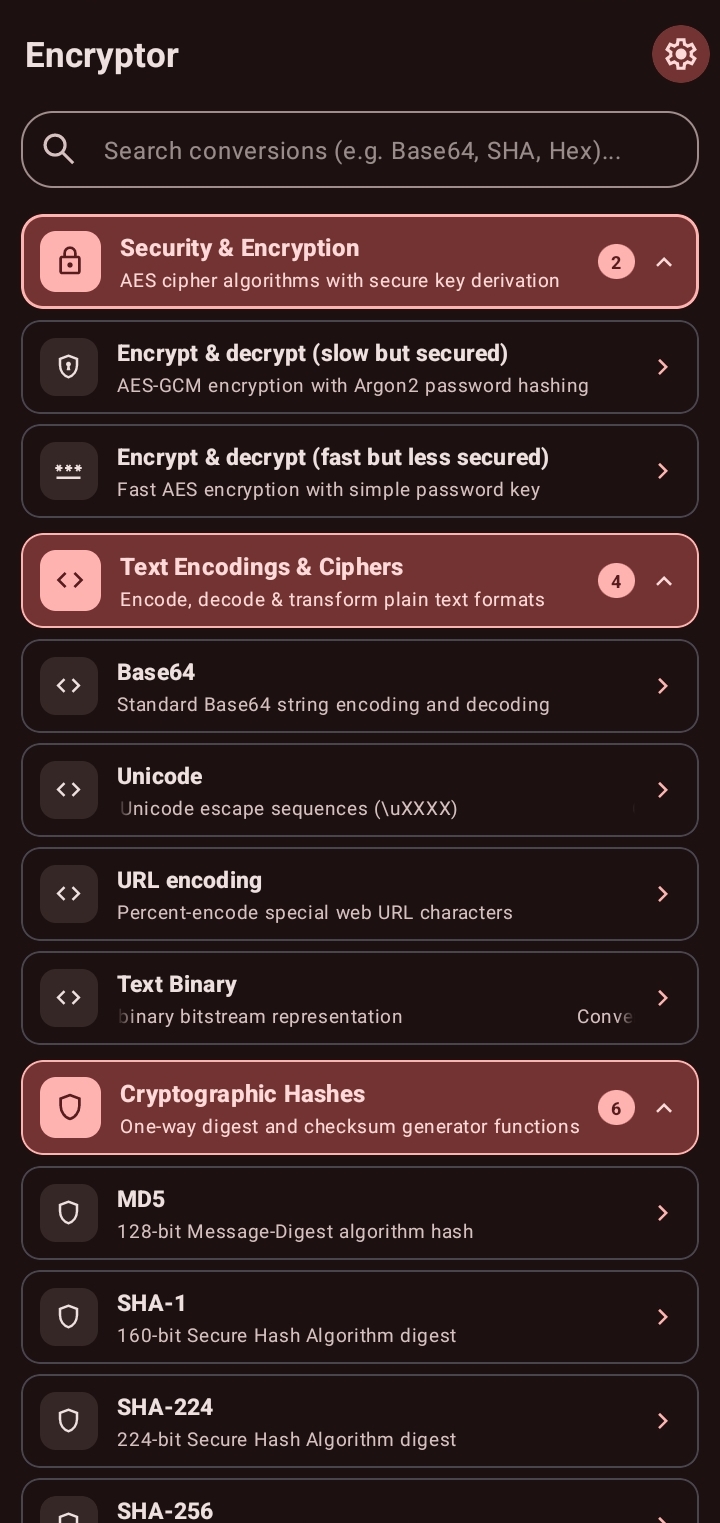 Encryptor
Search conversions (e.g. Base64, SHA, Hex)...
Security & Encryption
AES cipher algorithms with secure key derivation
2
Encrypt & decrypt (slow but secured)
AES-GCM encryption with Argon2 password hashing
***
Encrypt & decrypt (fast but less secured)
Fast AES encryption with simple password key
Text Encodings & Ciphers
Encode, decode & transform plain text formats
4
Base64
Standard Base64 string encoding and decoding
Unicode
Unicode escape sequences (\uXXXX)
URL encoding
Percent-encode special web URL characters
Text Binary
binary bitstream representation Conve
Cryptographic Hashes
One-way digest and checksum generator functions
6
MD5
128-bit Message-Digest algorithm hash
SHA-1
160-bit Secure Hash Algorithm digest
SHA-224
224-bit Secure Hash Algorithm digest
SHA-256